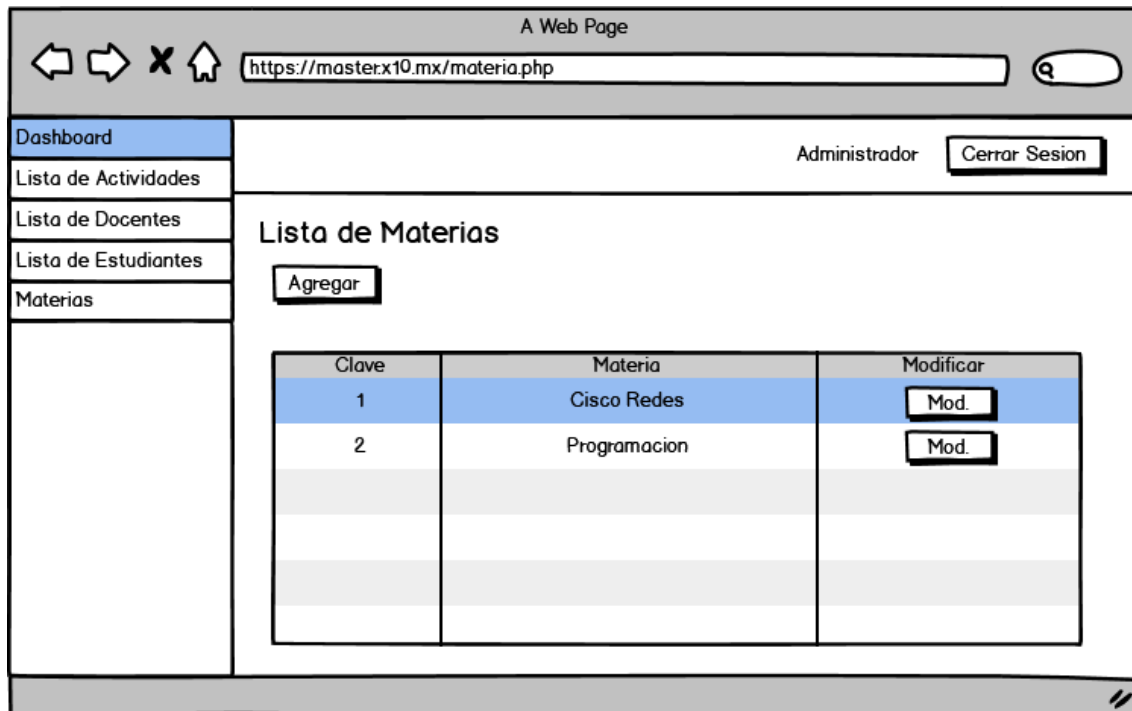 A Web Page
https://master.x10.mx/materia.php
Dashboard
Lista de Actividades
Lista de Docentes
Lista de Estudiantes
Materias
Administrador
Cerrar Sesion
Lista de Materias
Agregar
Clave Materia Modificar
1 Cisco Redes Mod.
2 Programacion Mod.